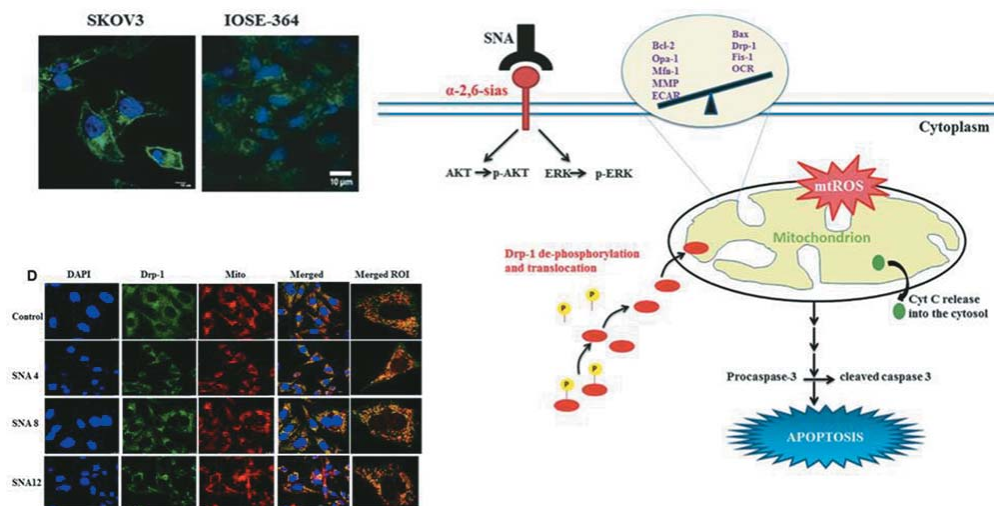 SKOV3
IOSE-364
10 µm
SNA
α-2,6-sias
AKT
p-AKT
ERK
p-ERK
Bcl-2
Opa-1
Mfn-1
MMP
ECAR
Bax
Drp-1
Fis-1
OCR
Cytoplasm
mtROS
Mitochondrion
Drp-1 de-phosphorylation
and translocation
P
P
P
P
Cyt C release
into the cytosol
Procaspase-3
cleaved caspase 3
APOPTOSIS
D
DAPI
Drp-1
Mito
Merged
Merged ROI
Control
SNA 4
SNA 8
SNA12